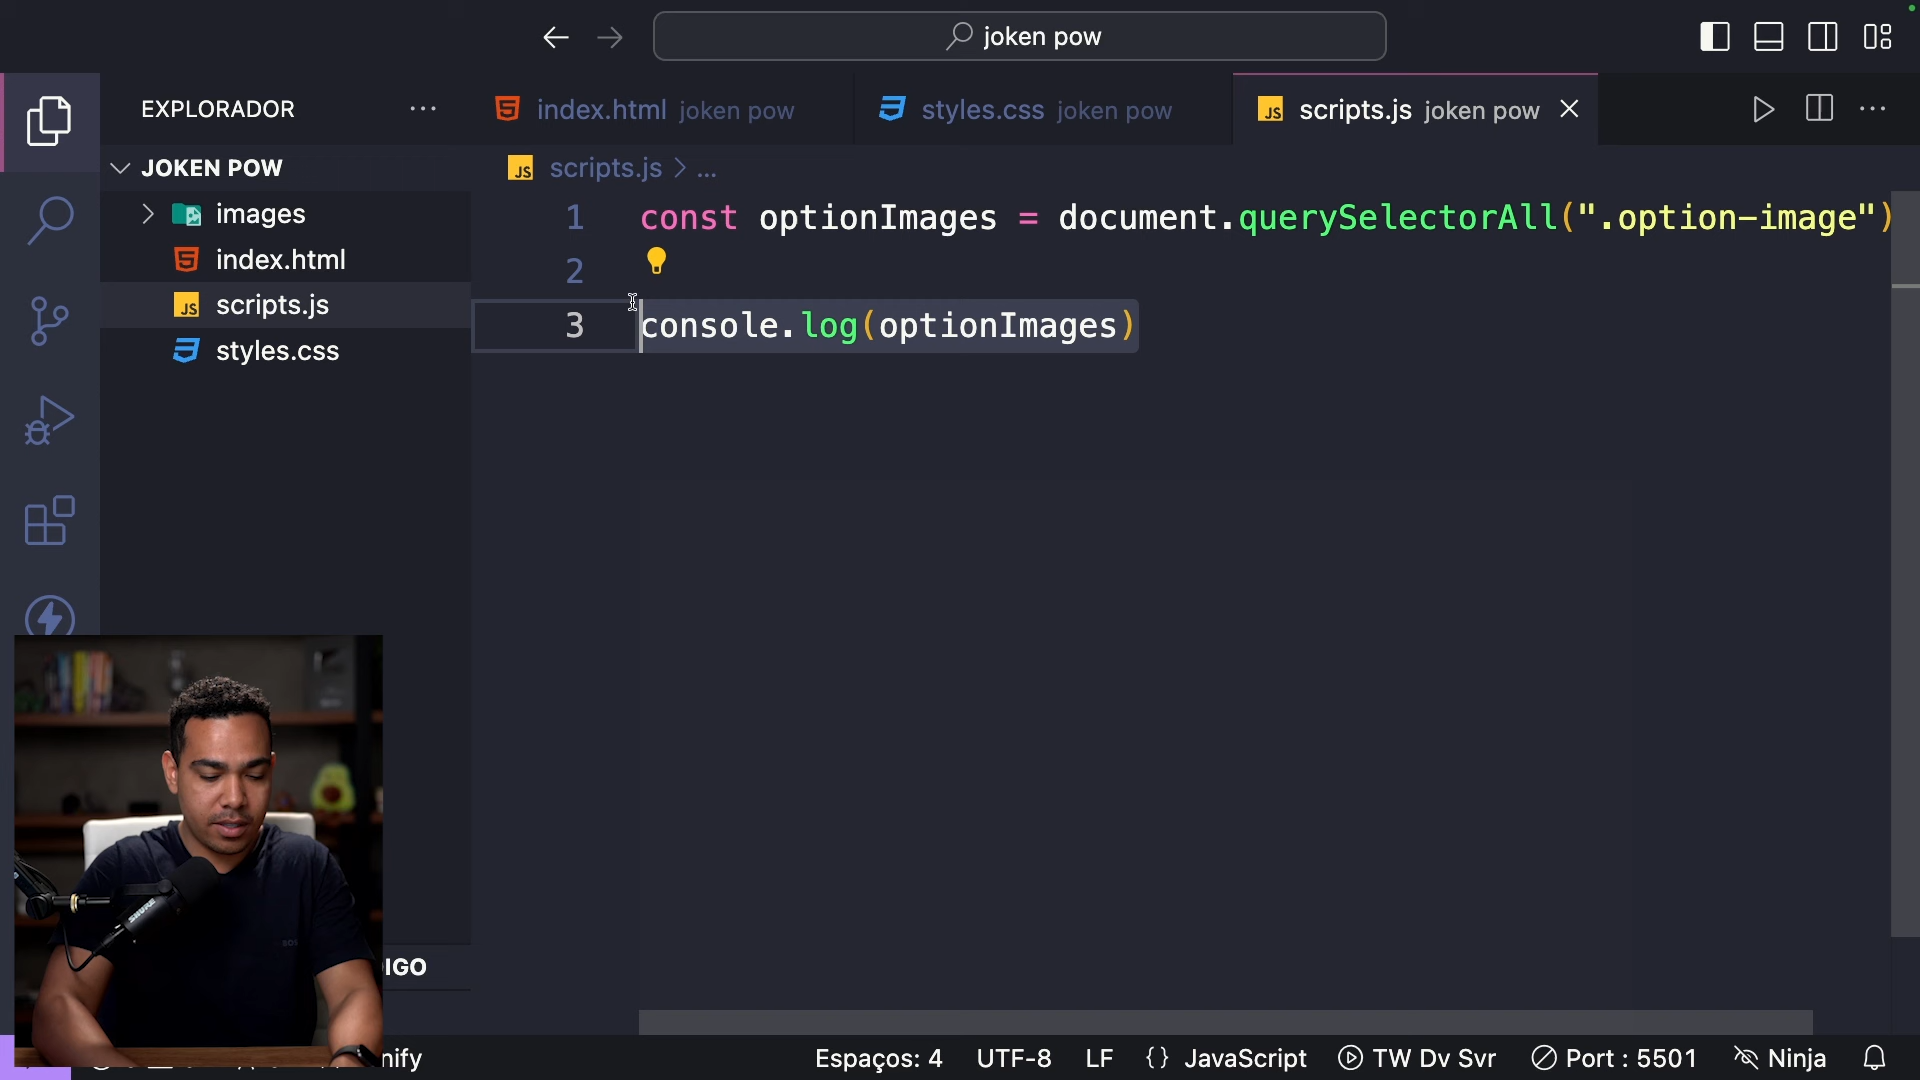 joken pow
EXPLORADOR
index.html joken pow
styles.css joken pow
scripts.js joken pow
JOKEN POW
scripts.js > ...
images
index.html
scripts.js
styles.css
1 const optionImages = document.querySelectorAll(".option-image")
2
3 console.log(optionImages)
SHURE
IGO
nify
Espaços: 4 UTF-8 LF {} JavaScript TW Dv Svr Port : 5501 Ninja